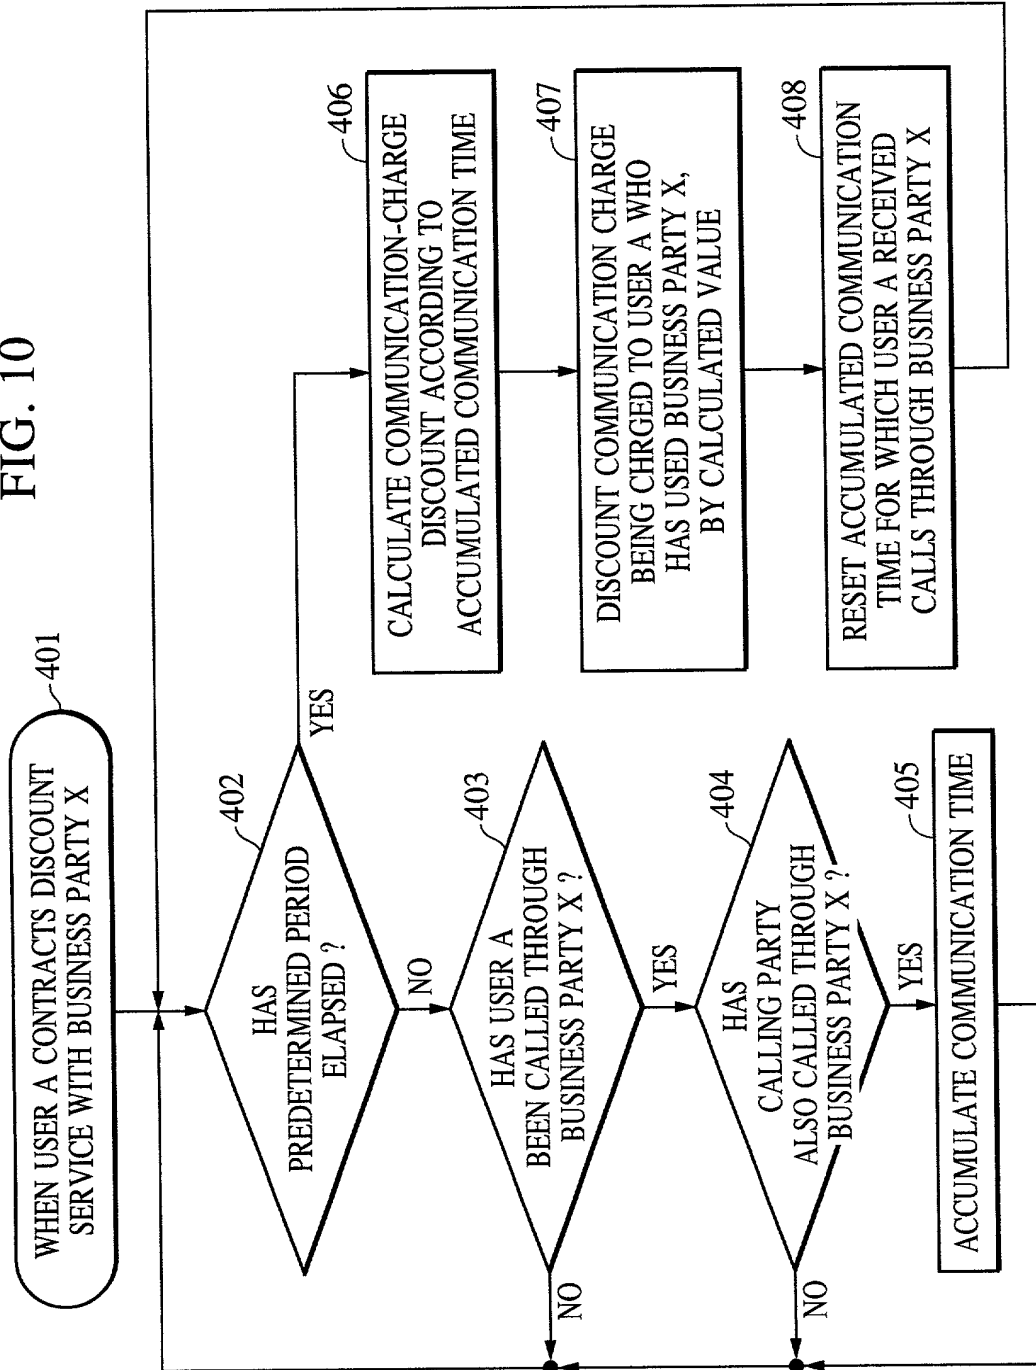 FIG. 10
WHEN USER A CONTRACTS DISCOUNT
SERVICE WITH BUSINESS PARTY X
401
HAS
PREDETERMINED PERIOD
ELAPSED ?
402
YES
NO
HAS USER A
BEEN CALLED THROUGH
BUSINESS PARTY X ?
403
NO
YES
HAS
CALLING PARTY
ALSO CALLED THROUGH
BUSINESS PARTY X ?
404
NO
YES
ACCUMULATE COMMUNICATION TIME
405
CALCULATE COMMUNICATION-CHARGE
DISCOUNT ACCORDING TO
ACCUMULATED COMMUNICATION TIME
406
DISCOUNT COMMUNICATION CHARGE
BEING CHRGED TO USER A WHO
HAS USED BUSINESS PARTY X,
BY CALCULATED VALUE
407
RESET ACCUMULATED COMMUNICATION
TIME FOR WHICH USER A RECEIVED
CALLS THROUGH BUSINESS PARTY X
408